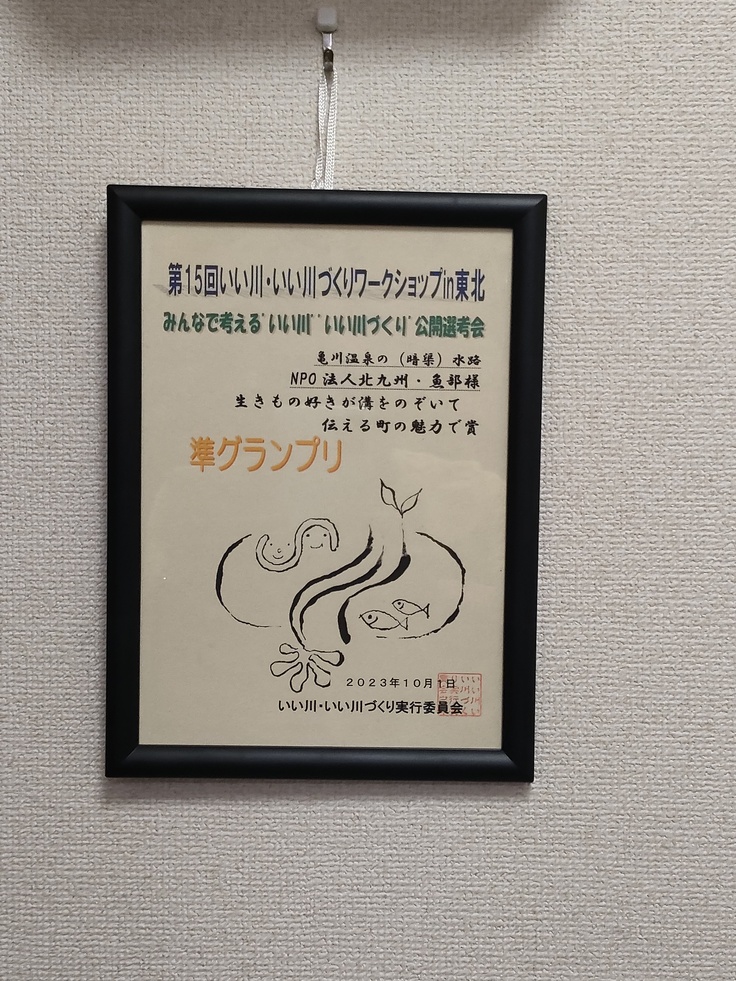 第15回いい川・いい川づくりワークショップin東北
みんなで考える"いい川""いい川づくり"公開選考会
亀川温泉の（暗渠）水路
NPO法人北九州・魚部様
生きもの好きが溝をのぞいて
伝える町の魅力で賞
準グランプリ
2023年10月1日
いい川・いい川づくり実行委員会